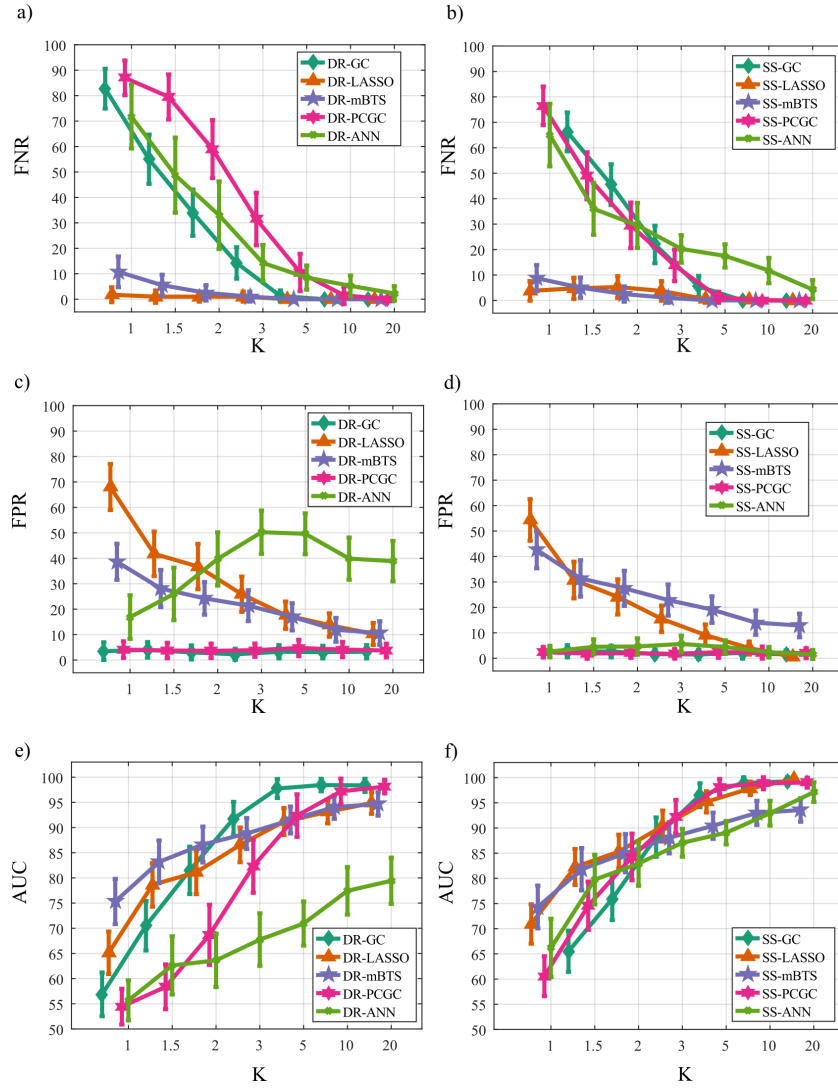 a)
100
90
80
70
60
50
40
30
20
10
0
FNR
DR-GC
DR-LASSO
DR-mBTS
DR-PCGC
DR-ANN
1 1.5 2 3 5 10 20
K
b)
100
90
80
70
60
50
40
30
20
10
0
FNR
SS-GC
SS-LASSO
SS-mBTS
SS-PCGC
SS-ANN
1 1.5 2 3 5 10 20
K
c)
100
90
80
70
60
50
40
30
20
10
0
FPR
DR-GC
DR-LASSO
DR-mBTS
DR-PCGC
DR-ANN
1 1.5 2 3 5 10 20
K
d)
100
90
80
70
60
50
40
30
20
10
0
FPR
SS-GC
SS-LASSO
SS-mBTS
SS-PCGC
SS-ANN
1 1.5 2 3 5 10 20
K
e)
100
95
90
85
80
75
70
65
60
55
50
AUC
DR-GC
DR-LASSO
DR-mBTS
DR-PCGC
DR-ANN
1 1.5 2 3 5 10 20
K
f)
100
95
90
85
80
75
70
65
60
55
50
AUC
SS-GC
SS-LASSO
SS-mBTS
SS-PCGC
SS-ANN
1 1.5 2 3 5 10 20
K